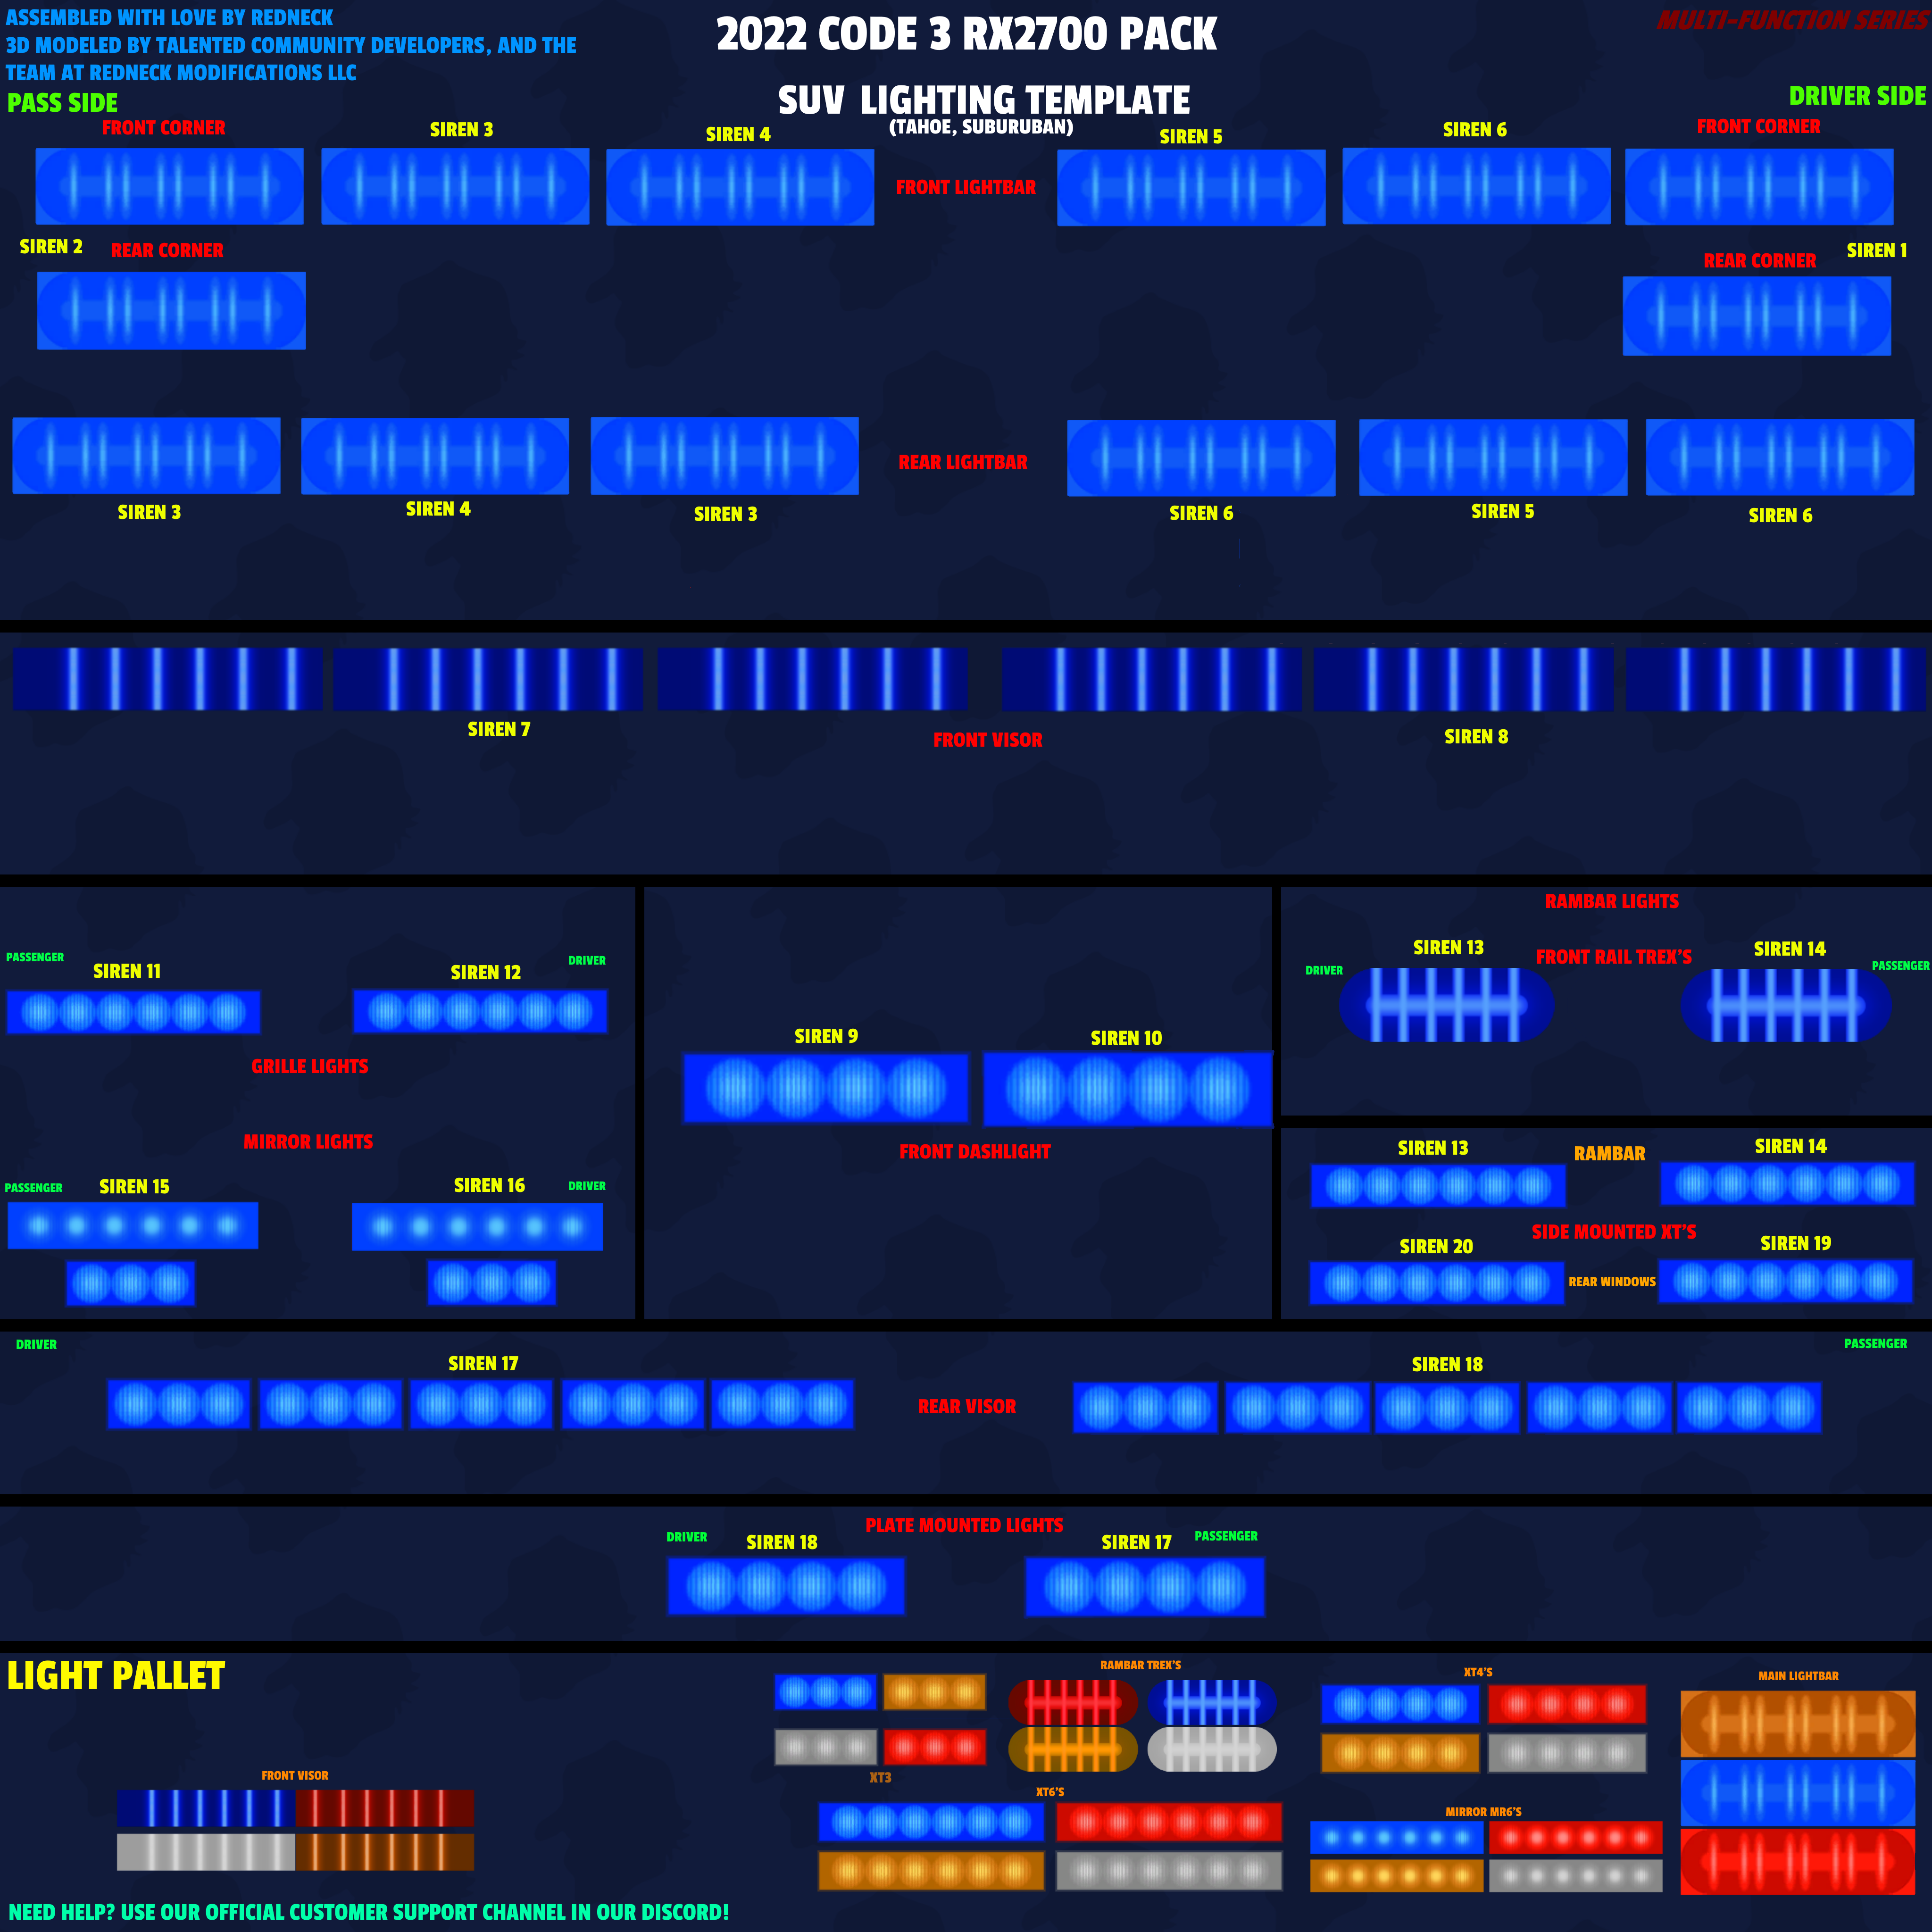 ASSEMBLED WITH LOVE BY REDNECK
3D MODELED BY TALENTED COMMUNITY DEVELOPERS, AND THE
TEAM AT REDNECK MODIFICATIONS LLC
2022 CODE 3 RX2700 PACK
MULTI-FUNCTION SERIES
SUV LIGHTING TEMPLATE
(TAHOE, SUBURUBAN)
PASS SIDE
DRIVER SIDE
FRONT CORNER
SIREN 3
SIREN 4
SIREN 5
SIREN 6
FRONT CORNER
FRONT LIGHTBAR
SIREN 2
REAR CORNER
REAR CORNER
SIREN 1
REAR LIGHTBAR
SIREN 3
SIREN 4
SIREN 3
SIREN 6
SIREN 5
SIREN 6
SIREN 7
FRONT VISOR
SIREN 8
PASSENGER
SIREN 11
SIREN 12
DRIVER
GRILLE LIGHTS
MIRROR LIGHTS
PASSENGER
SIREN 15
SIREN 16
DRIVER
SIREN 9
SIREN 10
FRONT DASHLIGHT
RAMBAR LIGHTS
DRIVER
SIREN 13
FRONT RAIL TREX'S
SIREN 14
PASSENGER
SIREN 13
RAMBAR
SIREN 14
SIDE MOUNTED XT'S
SIREN 20
SIREN 19
REAR WINDOWS
DRIVER
SIREN 17
REAR VISOR
SIREN 18
PASSENGER
PLATE MOUNTED LIGHTS
DRIVER
SIREN 18
SIREN 17
PASSENGER
LIGHT PALLET
FRONT VISOR
XT3
RAMBAR TREX'S
XT6'S
XT4'S
MIRROR MR6'S
MAIN LIGHTBAR
NEED HELP? USE OUR OFFICIAL CUSTOMER SUPPORT CHANNEL IN OUR DISCORD!